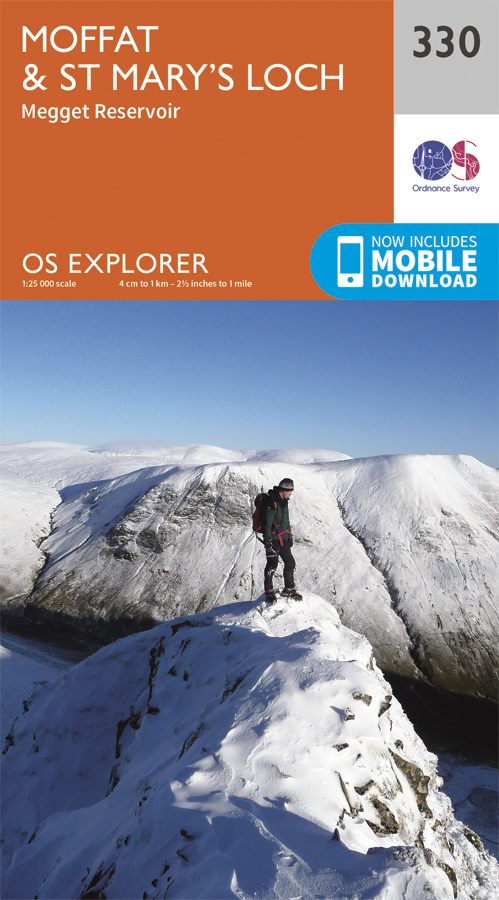 MOFFAT
& ST MARY'S LOCH
Megget Reservoir
330
OS
Ordnance Survey
NOW INCLUDES
MOBILE
DOWNLOAD
OS EXPLORER
1:25 000 scale 4 cm to 1 km – 2½ inches to 1 mile